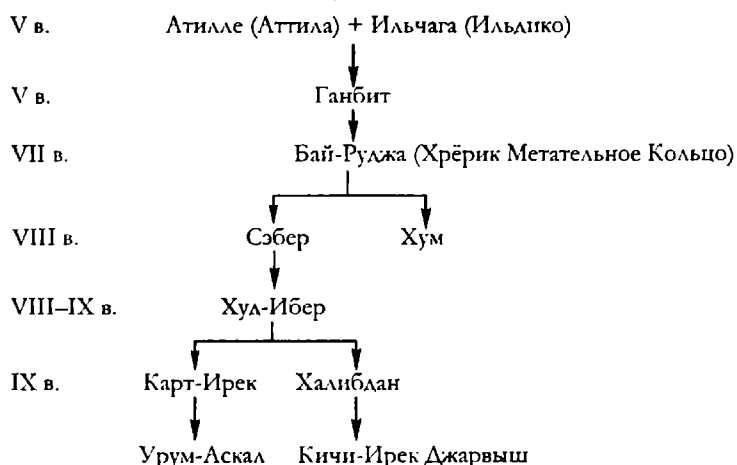 V в. Атилле (Аттила) + Ильчага (Ильдико)
V в. Ганбит
VII в. Бай-Руджа (Хрёрик Метательное Кольцо)
VIII в. Сэбер Хум
VIII–IX в. Худ-Ибер
IX в. Карт-Ирек Халибдан
Урум-Аскал Кичи-Ирек Джарвыш